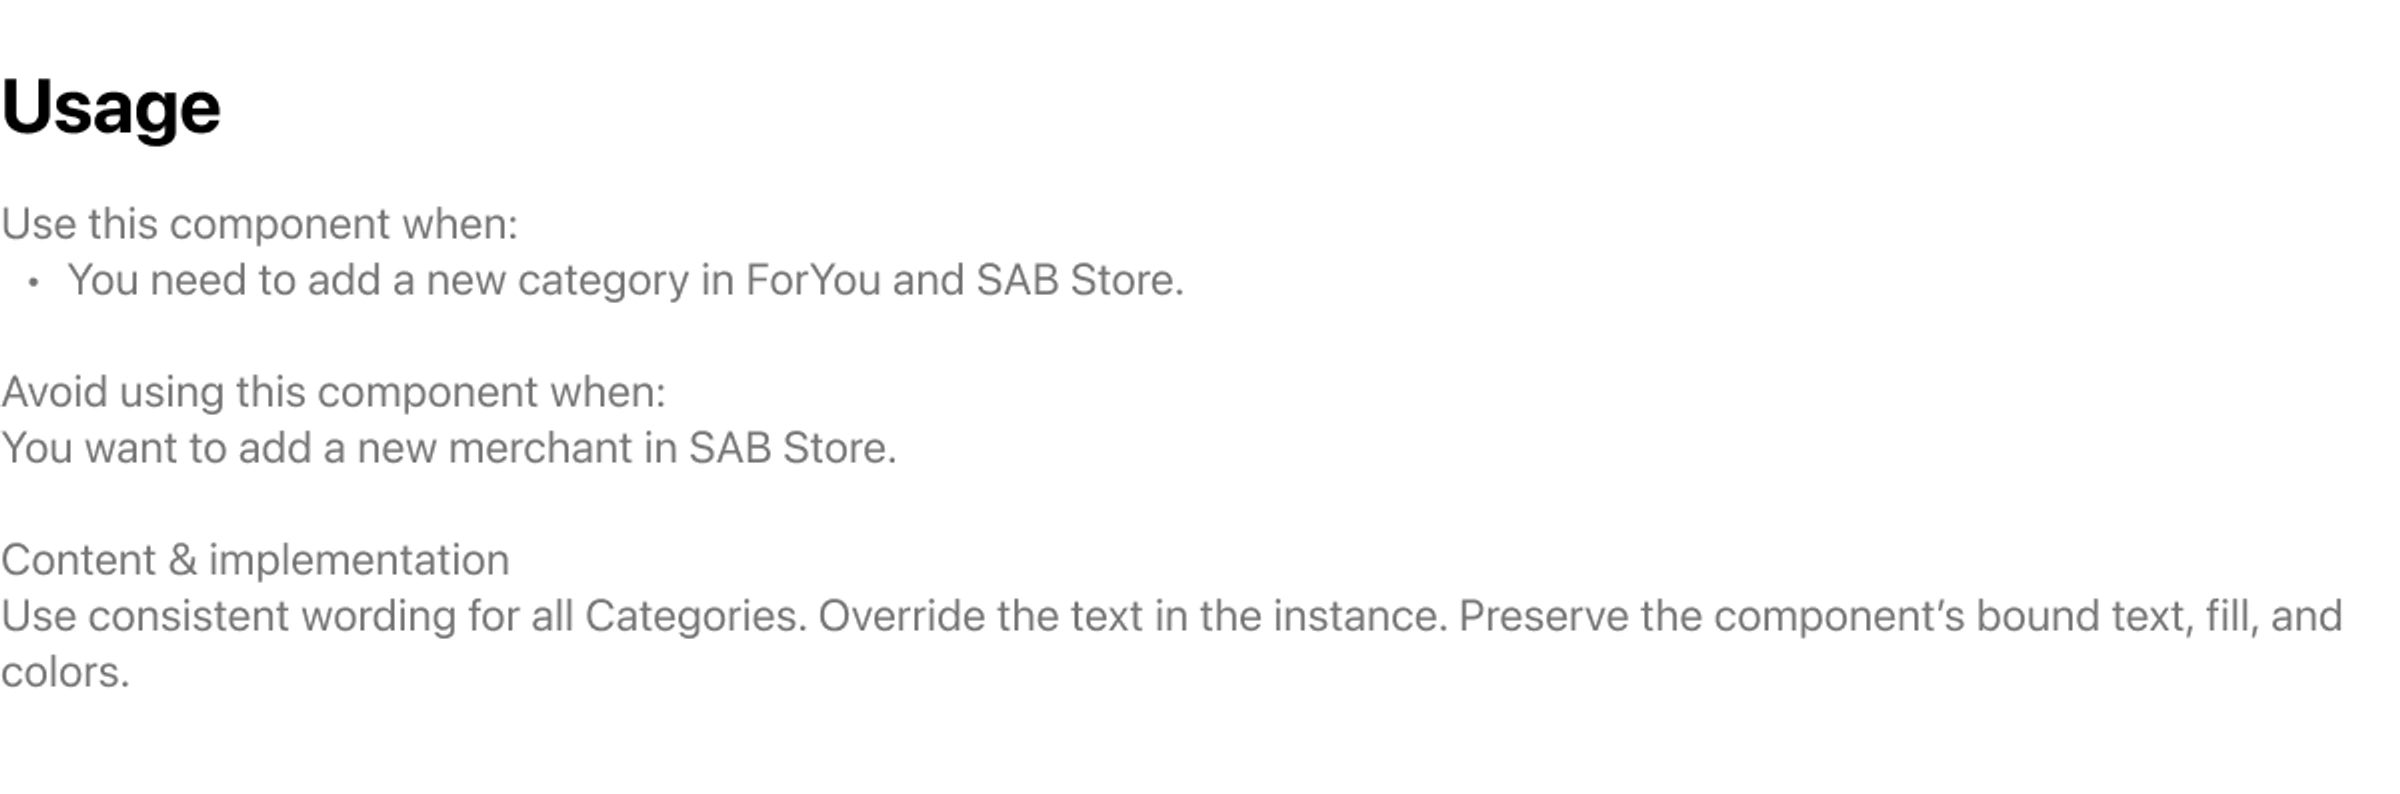 Usage
Use this component when:
• You need to add a new category in ForYou and SAB Store.
Avoid using this component when:
You want to add a new merchant in SAB Store.
Content & implementation
Use consistent wording for all Categories. Override the text in the instance. Preserve the component’s bound text, fill, and
colors.